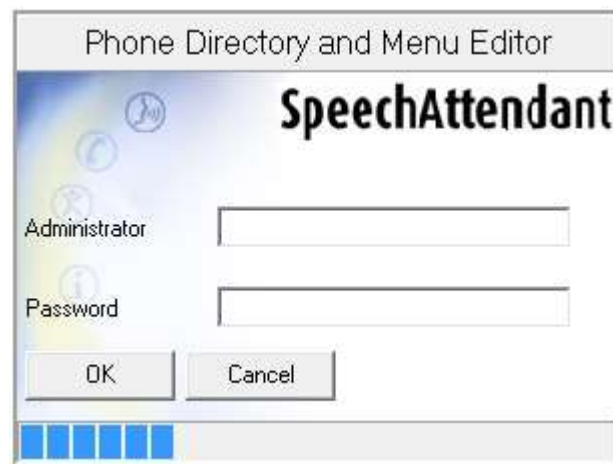 Phone Directory and Menu Editor
SpeechAttendant
Administrator
Password
OK Cancel